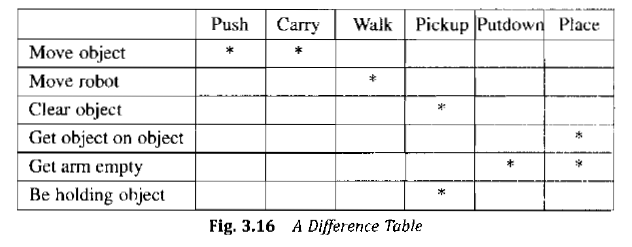 Push Carry Walk Pickup Putdown Place
Move object * *
Move robot *
Clear object *
Get object on object *
Get arm empty * *
Be holding object *
Fig. 3.16 A Difference Table